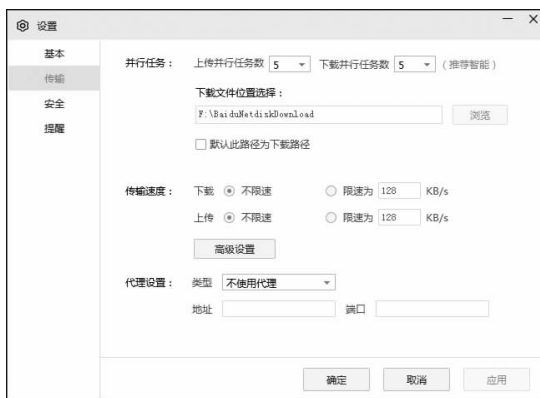 设置
基本
传输
安全
提醒
并行任务： 上传并行任务数 5 下载并行任务数 5 （推荐智能）
下载文件位置选择：
F:\BaiduNetdiskDownload 浏览
默认此路径为下载路径
传输速度： 下载 不限速 限速为 128 KB/s
上传 不限速 限速为 128 KB/s
高级设置
代理设置： 类型 不使用代理
地址 端口
确定 取消 应用